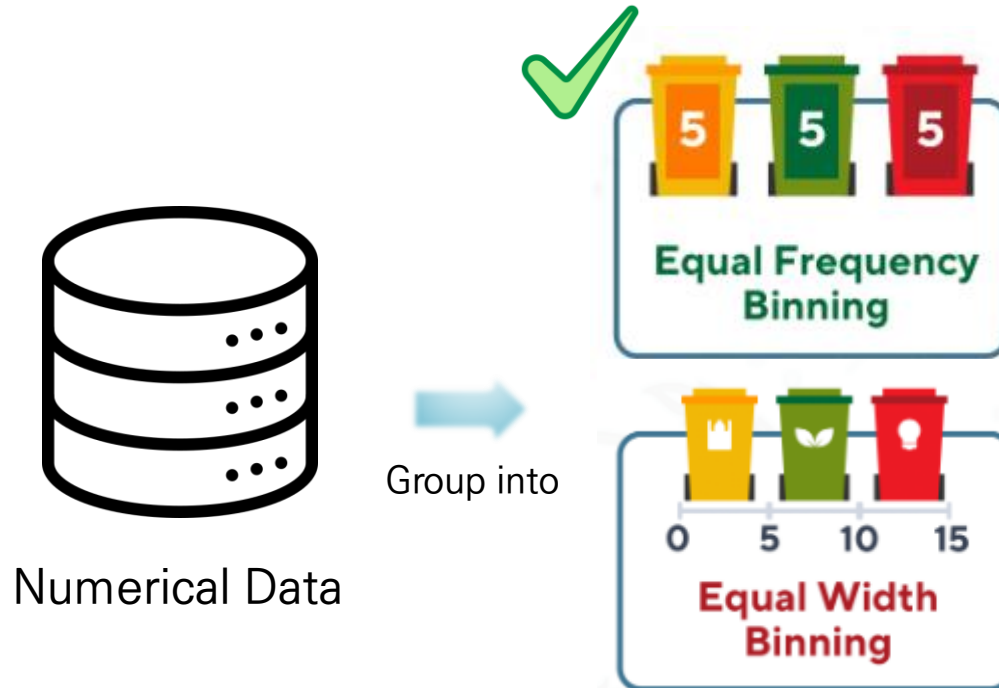 5 5 5
Equal Frequency
Binning
Group into
Numerical Data
0 5 10 15
Equal Width
Binning